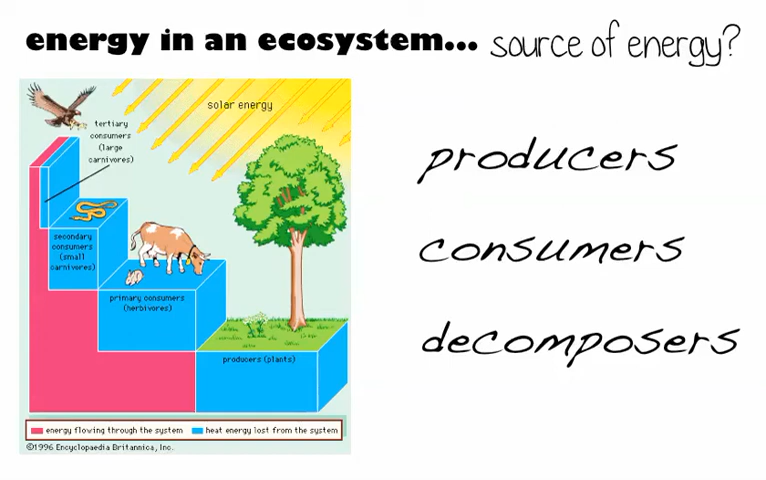 energy in an ecosystem... source of energy?
solar energy
tertiary
consumers
(large
carnivores)
secondary
consumers
(small
carnivores)
primary consumers
(herbivores)
producers (plants)
energy flowing through the system heat energy lost from the system
©1996 Encyclopaedia Britannica, Inc.
producers
consumers
decomposers